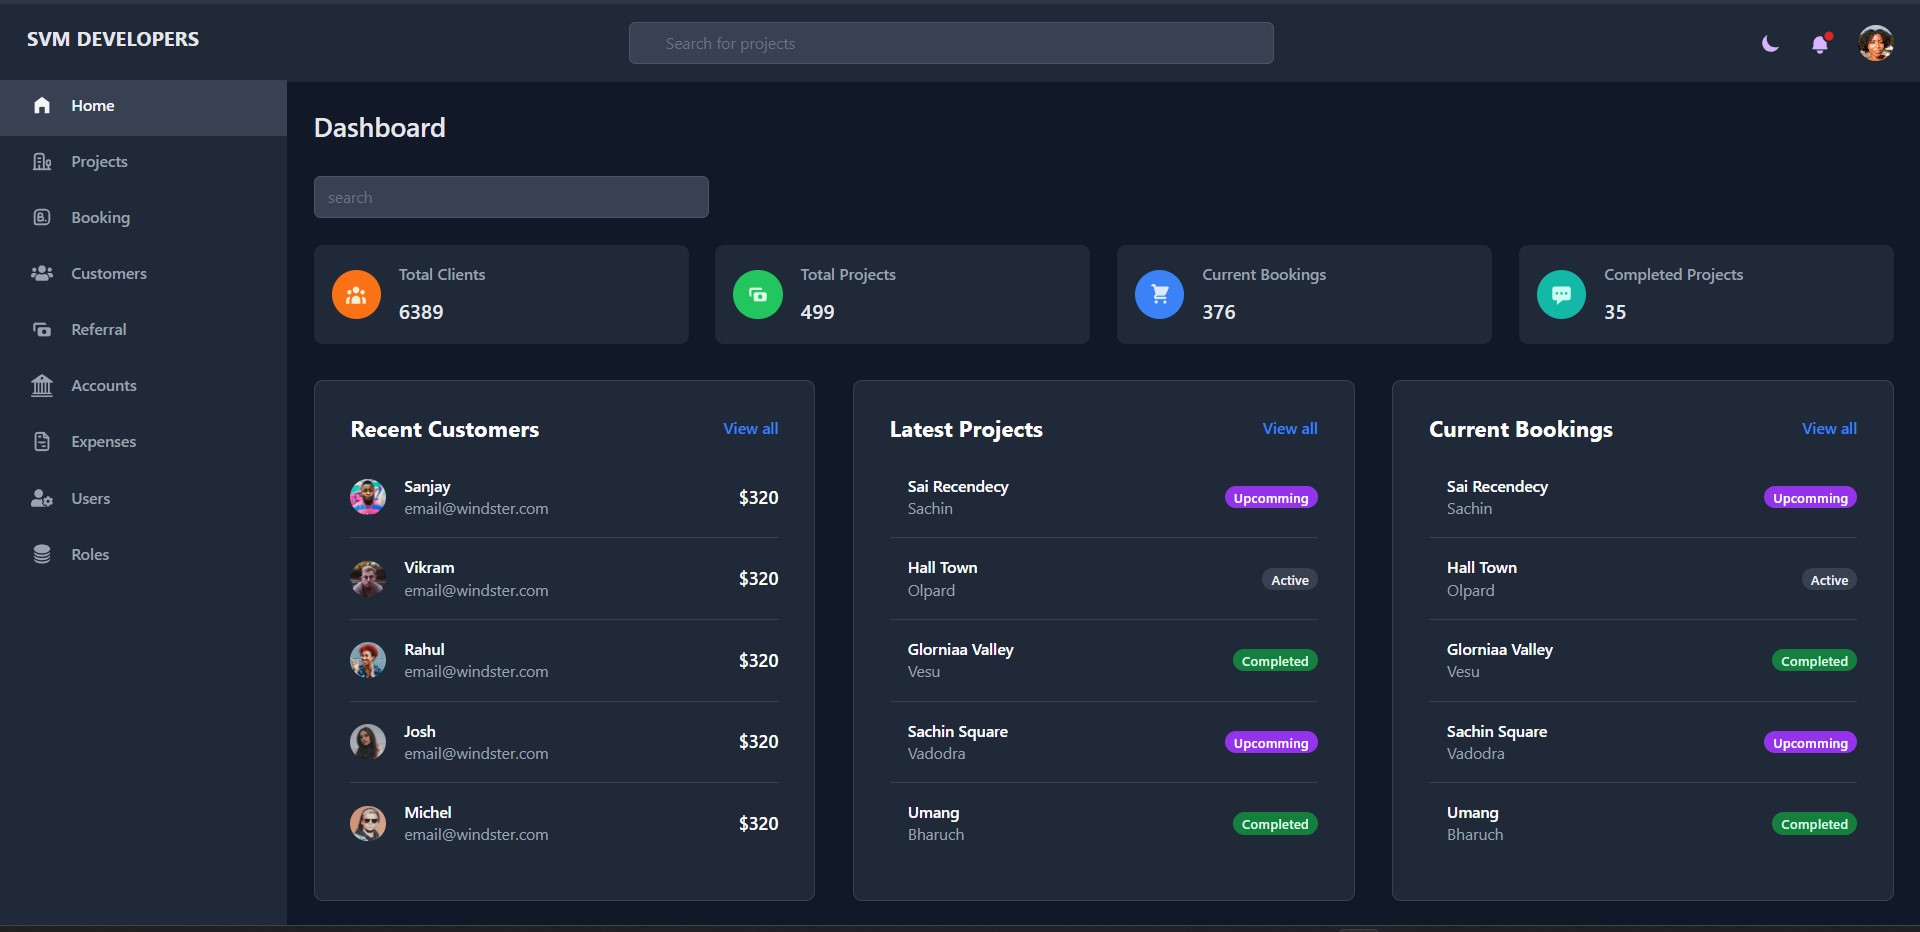 SVM DEVELOPERS
Search for projects
Home
Projects
Booking
Customers
Referral
Accounts
Expenses
Users
Roles
Dashboard
search
Total Clients
6389
Total Projects
499
Current Bookings
376
Completed Projects
35
Recent Customers View all
Sanjay
email@windster.com
$320
Vikram
email@windster.com
$320
Rahul
email@windster.com
$320
Josh
email@windster.com
$320
Michel
email@windster.com
$320
Latest Projects View all
Sai Recendecy
Sachin
Upcomming
Hall Town
Olpard
Active
Glorniaa Valley
Vesu
Completed
Sachin Square
Vadodra
Upcomming
Umang
Bharuch
Completed
Current Bookings View all
Sai Recendecy
Sachin
Upcomming
Hall Town
Olpard
Active
Glorniaa Valley
Vesu
Completed
Sachin Square
Vadodra
Upcomming
Umang
Bharuch
Completed